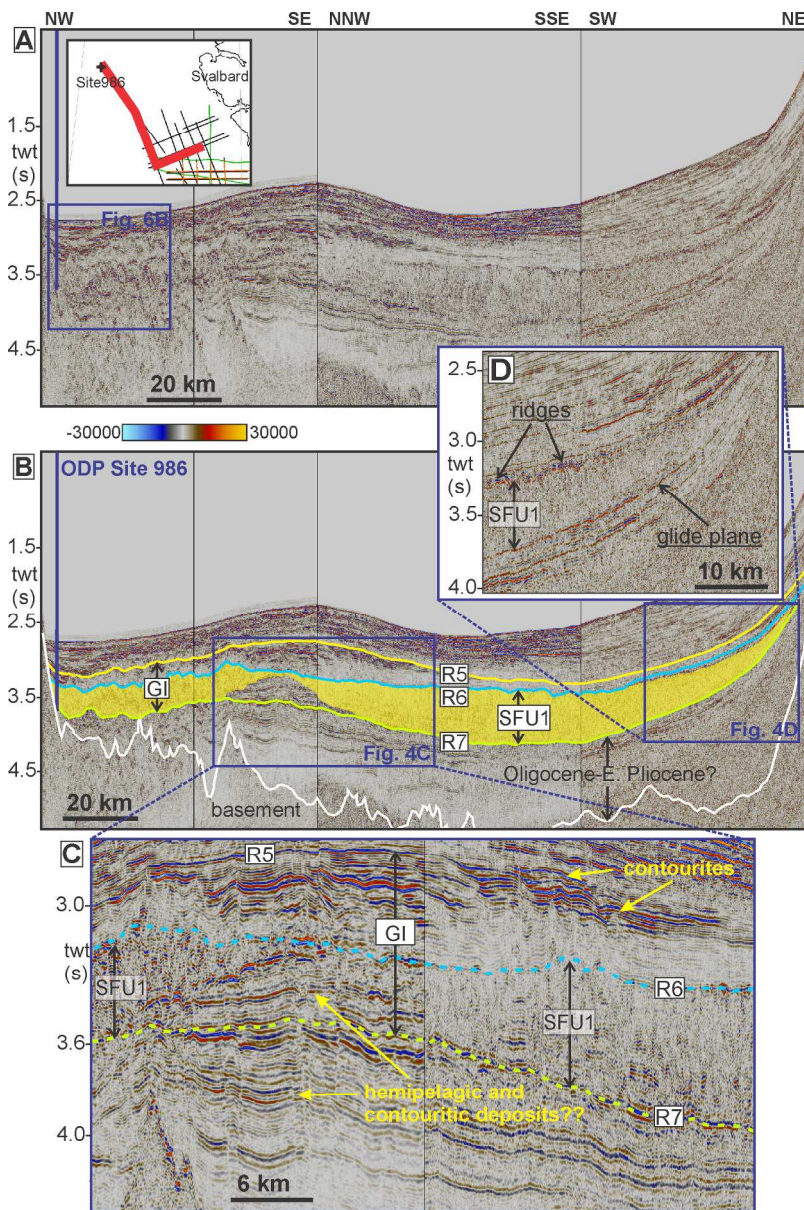 NW SE NNW SSE SW NE
A
Site986
Svalbard
1.5
twt
(s)
2.5
Fig. 6B
3.5
4.5
20 km
-30000 30000
D
2.5
ridges
3.0
twt
(s)
SFU1
3.5
glide plane
4.0
10 km
B
ODP Site 986
1.5
twt
(s)
2.5
R5
GI
R6
3.5
SFU1
R7
Fig. 4C
Fig. 4D
4.5
Oligocene-E. Pliocene?
20 km
basement
C
R5
contourites
3.0
GI
twt
(s)
SFU1
R6
SFU1
3.6
hemipelagic and
contouritic deposits??
R7
4.0
6 km